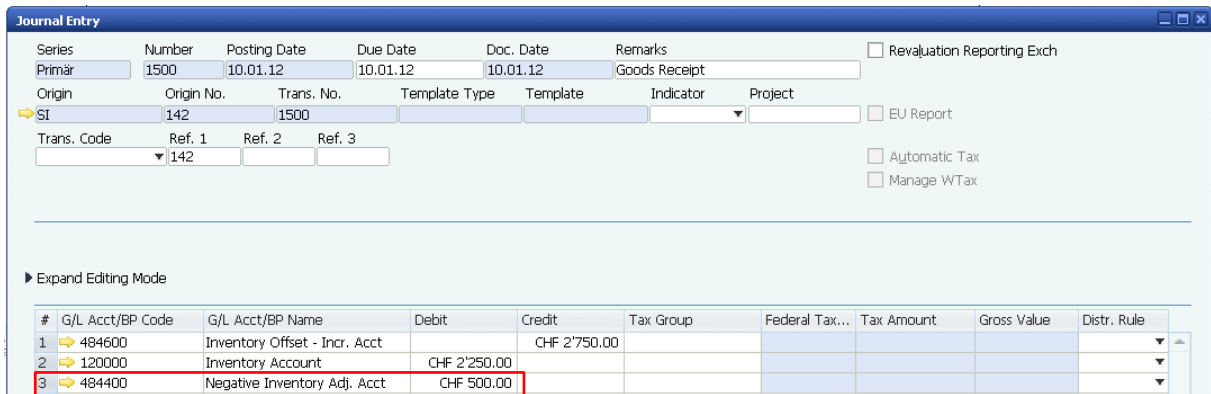 Journal Entry
Series Number Posting Date Due Date Doc. Date Remarks Revaluation Reporting Exch
Primär 1500 10.01.12 10.01.12 10.01.12 Goods Receipt
Origin Origin No. Trans. No. Template Type Template Indicator Project
SI 142 1500 EU Report
Trans. Code Ref. 1 Ref. 2 Ref. 3
142 Automatic Tax
Manage WTax
Expand Editing Mode
# G/L Acct/BP Code G/L Acct/BP Name Debit Credit Tax Group Federal Tax... Tax Amount Gross Value Distr. Rule
1 484600 Inventory Offset - Incr. Acct CHF 2'750.00
2 120000 Inventory Account CHF 2'250.00
3 484400 Negative Inventory Adj. Acct CHF 500.00